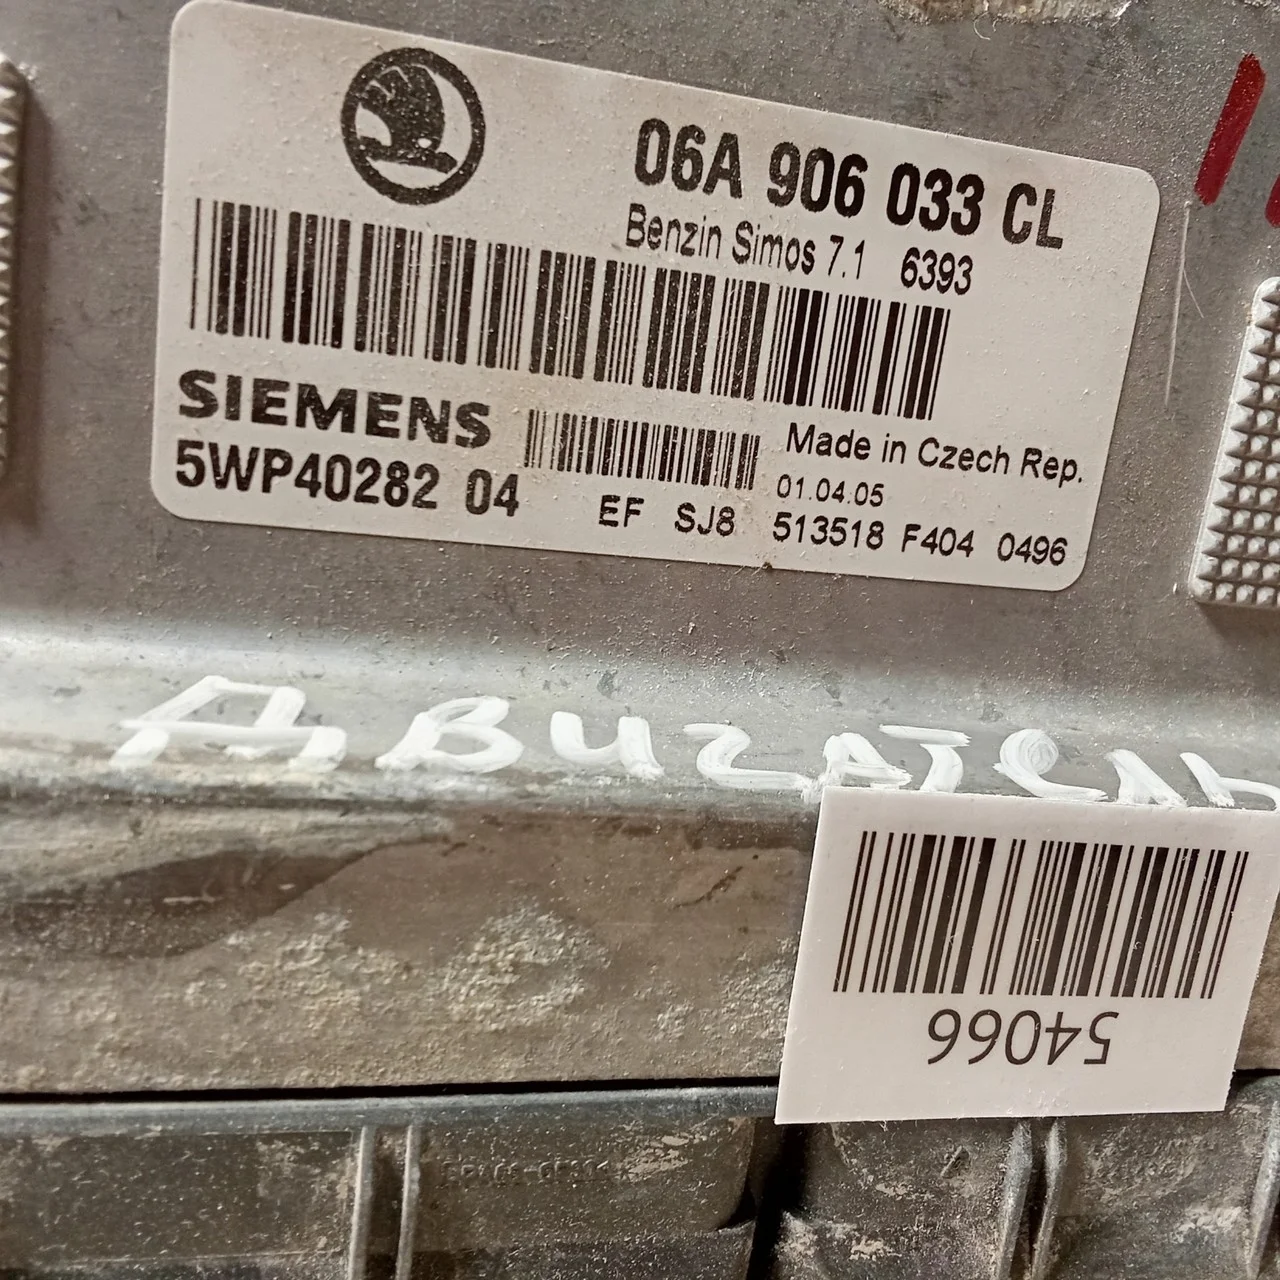 06A 906 033 CL
Benzin Simos 7.1 6393
SIEMENS
5WP40282 04
Made in Czech Rep.
01.04.05
EF SJ8 513518 F404 0496
ДВИГАТЕЛЬ
54066